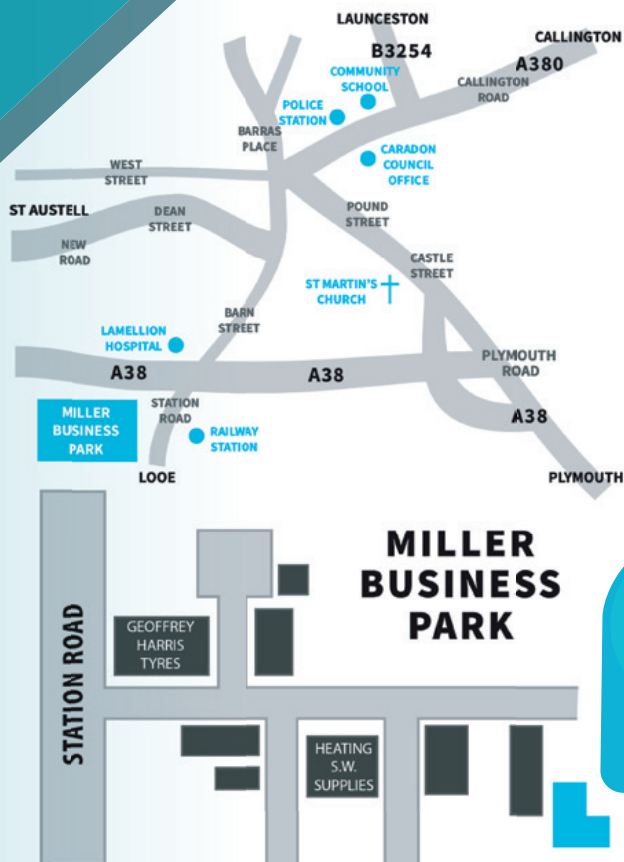 LAUNCESTON
B3254
CALLINGTON
A380
CALLINGTON
ROAD
COMMUNITY
SCHOOL
POLICE
STATION
BARRAS
PLACE
CARADON
COUNCIL
OFFICE
WEST
STREET
ST AUSTELL
DEAN
STREET
POUND
STREET
NEW
ROAD
CASTLE
STREET
ST MARTIN'S
CHURCH
BARN
STREET
LAMELLION
HOSPITAL
A38
A38
PLYMOUTH
ROAD
MILLER
BUSINESS
PARK
STATION
ROAD
A38
RAILWAY
STATION
LOOE
PLYMOUTH
MILLER
BUSINESS
PARK
STATION ROAD
GEOFFREY
HARRIS
TYRES
HEATING
S.W.
SUPPLIES